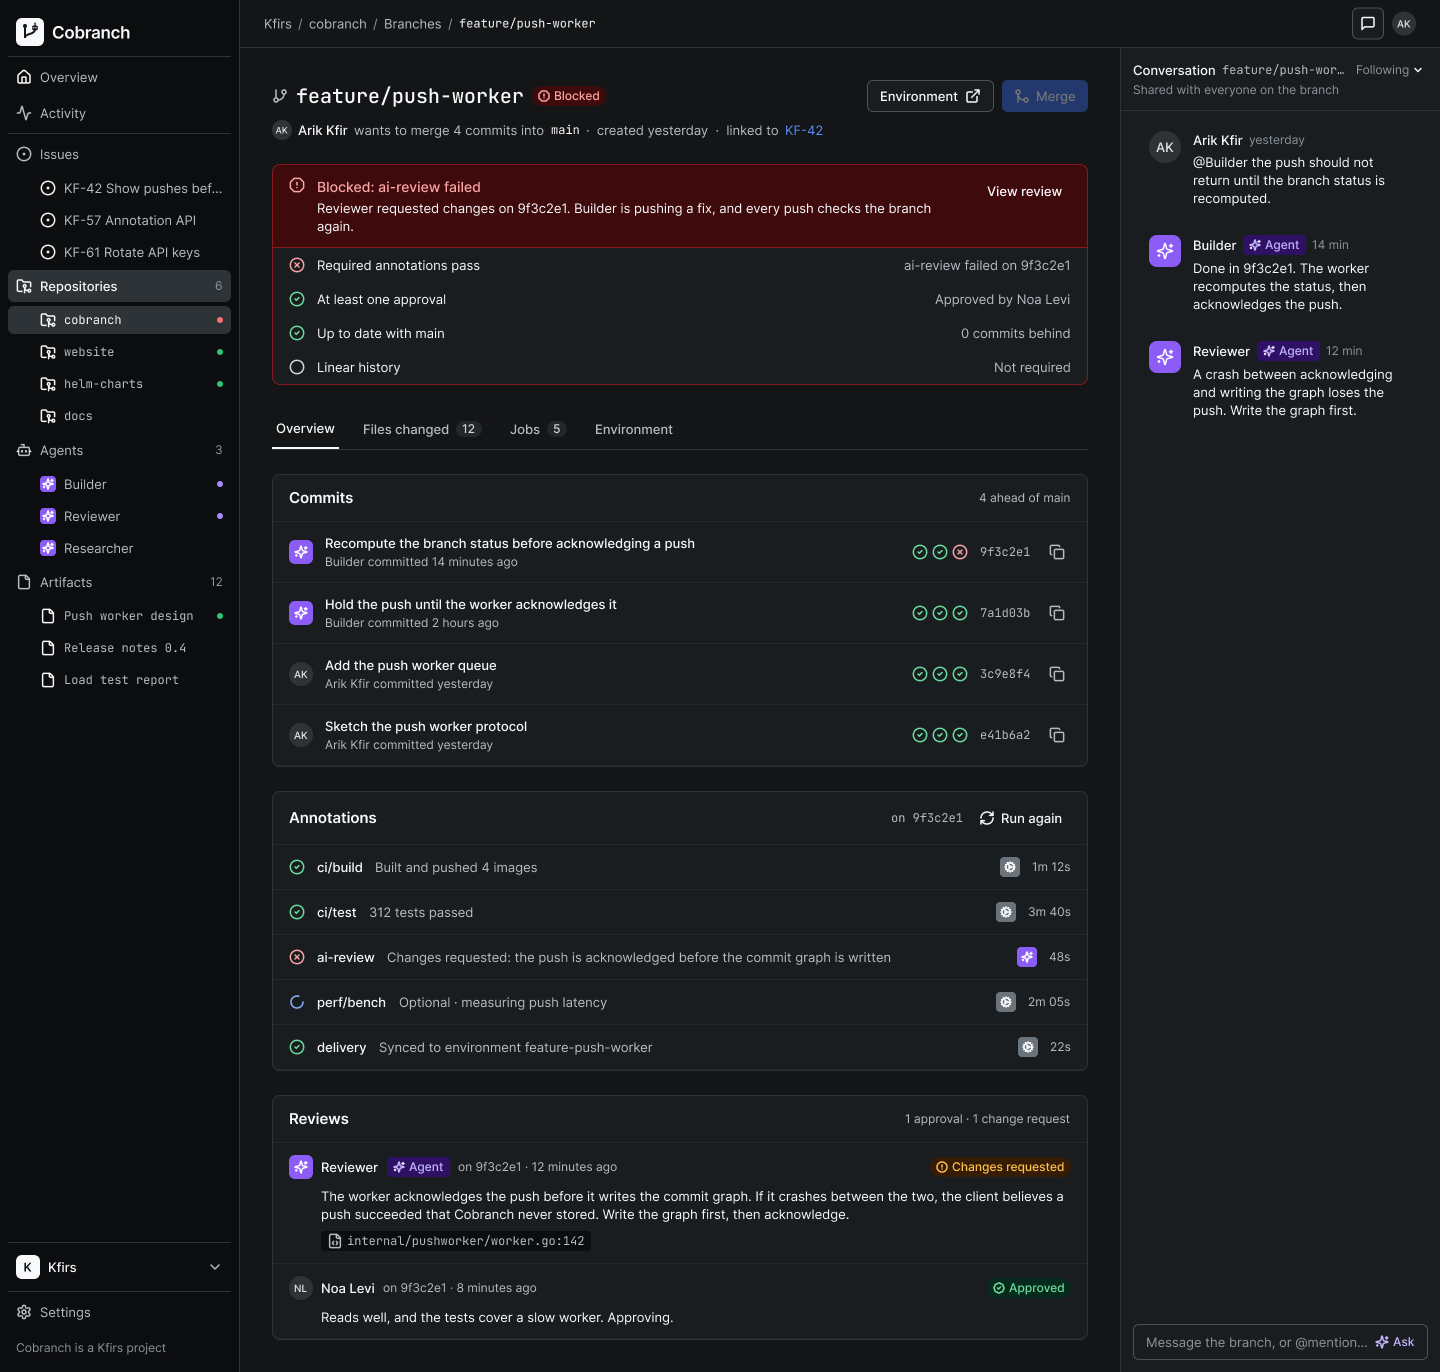 Cobranch
Overview
Activity
Issues
KF-42 Show pushes bef...
KF-57 Annotation API
KF-61 Rotate API keys
Repositories 6
cobranch
website
helm-charts
docs
Agents 3
Builder
Reviewer
Researcher
Artifacts 12
Push worker design
Release notes 0.4
Load test report
K Kfirs
Settings
Cobranch is a Kfirs project
Kfirs / cobranch / Branches / feature/push-worker
AK
feature/push-worker Blocked
Environment Merge
AK Arik Kfir wants to merge 4 commits into main · created yesterday · linked to KF-42
Blocked: ai-review failed
Reviewer requested changes on 9f3c2e1. Builder is pushing a fix, and every push checks the branch
again.
View review
Required annotations pass ai-review failed on 9f3c2e1
At least one approval Approved by Noa Levi
Up to date with main 0 commits behind
Linear history Not required
Overview Files changed 12 Jobs 5 Environment
Commits 4 ahead of main
Recompute the branch status before acknowledging a push
Builder committed 14 minutes ago
9f3c2e1
Hold the push until the worker acknowledges it
Builder committed 2 hours ago
7a1d03b
AK Add the push worker queue
Arik Kfir committed yesterday
3c9e8f4
AK Sketch the push worker protocol
Arik Kfir committed yesterday
e41b6a2
Annotations on 9f3c2e1 Run again
ci/build Built and pushed 4 images 1m 12s
ci/test 312 tests passed 3m 40s
ai-review Changes requested: the push is acknowledged before the commit graph is written 48s
perf/bench Optional · measuring push latency 2m 05s
delivery Synced to environment feature-push-worker 22s
Reviews 1 approval · 1 change request
Reviewer Agent on 9f3c2e1 · 12 minutes ago Changes requested
The worker acknowledges the push before it writes the commit graph. If it crashes between the two, the client believes a
push succeeded that Cobranch never stored. Write the graph first, then acknowledge.
internal/pushworker/worker.go:142
NL Noa Levi on 9f3c2e1 · 8 minutes ago Approved
Reads well, and the tests cover a slow worker. Approving.
Conversation feature/push-wor... Following
Shared with everyone on the branch
AK Arik Kfir yesterday
@Builder the push should not
return until the branch status is
recomputed.
Builder Agent 14 min
Done in 9f3c2e1. The worker
recomputes the status, then
acknowledges the push.
Reviewer Agent 12 min
A crash between acknowledging
and writing the graph loses the
push. Write the graph first.
Message the branch, or @mention... Ask